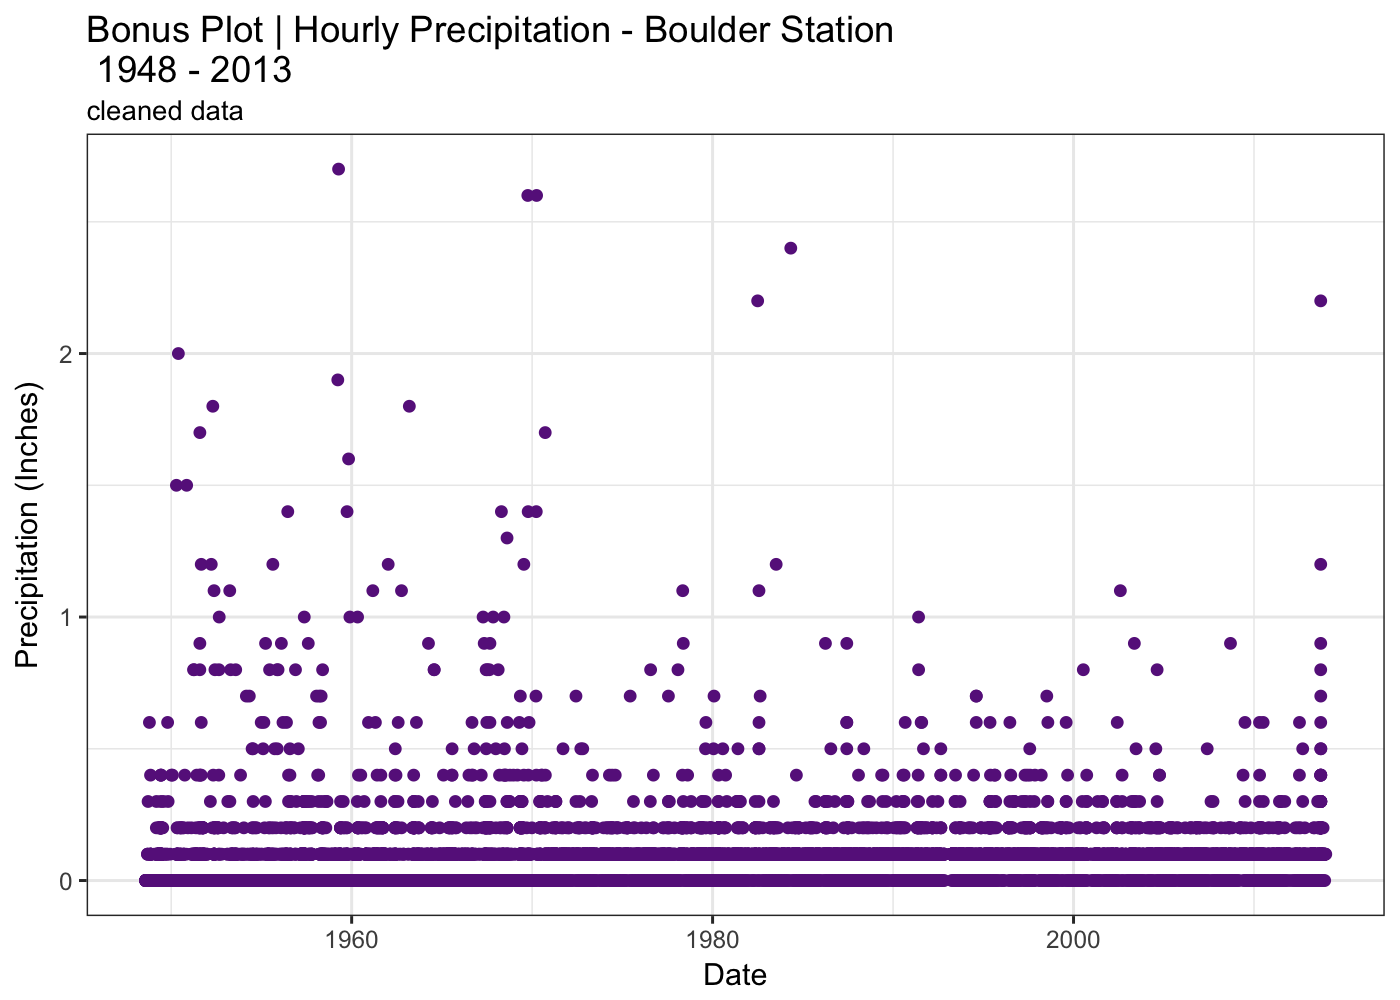 Bonus Plot | Hourly Precipitation - Boulder Station
1948 - 2013
cleaned data
Precipitation (Inches)
2
1
0
1960
1980
2000
Date